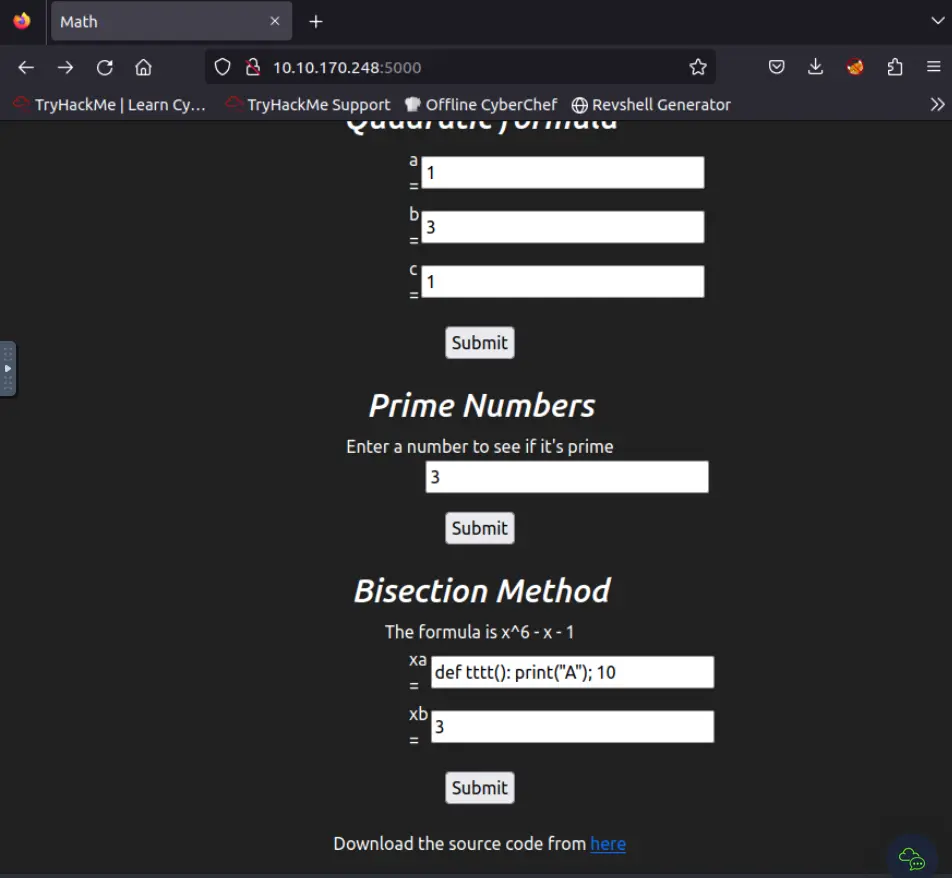 Math
10.10.170.248:5000
TryHackMe | Learn Cy… TryHackMe Support Offline CyberChef Revshell Generator
Quadratic formula
a
= 1
b
= 3
c
= 1
Submit
Prime Numbers
Enter a number to see if it's prime
3
Submit
Bisection Method
The formula is x^6 - x - 1
xa
= def tttt(): print("A"); 10
xb
= 3
Submit
Download the source code from here